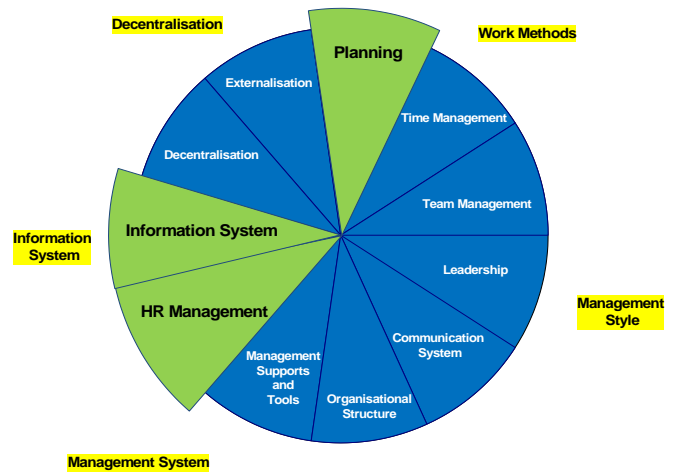 Decentralisation
Work Methods
Planning
Externalisation
Time Management
Decentralisation
Team Management
Information System
Information
System
Leadership
HR Management
Management
Style
Communication
System
Management
Supports
and
Tools
Organisational
Structure
Management System